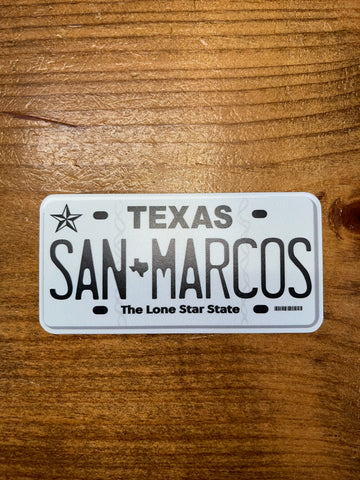 TEXAS
SAN MARCOS
The Lone Star State